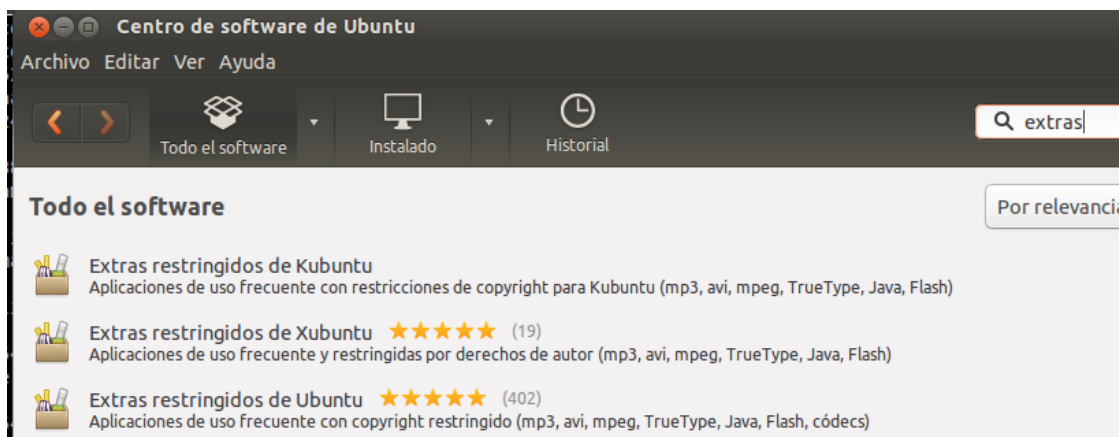 Centro de software de Ubuntu
Archivo Editar Ver Ayuda
Todo el software
Instalado
Historial
extras
Todo el software
Por relevancia
Extras restringidos de Kubuntu
Aplicaciones de uso frecuente con restricciones de copyright para Kubuntu (mp3, avi, mpeg, TrueType, Java, Flash)
Extras restringidos de Xubuntu (19)
Aplicaciones de uso frecuente y restringidas por derechos de autor (mp3, avi, mpeg, TrueType, Java, Flash)
Extras restringidos de Ubuntu (402)
Aplicaciones de uso frecuente con copyright restringido (mp3, avi, mpeg, TrueType, Java, Flash, códecs)